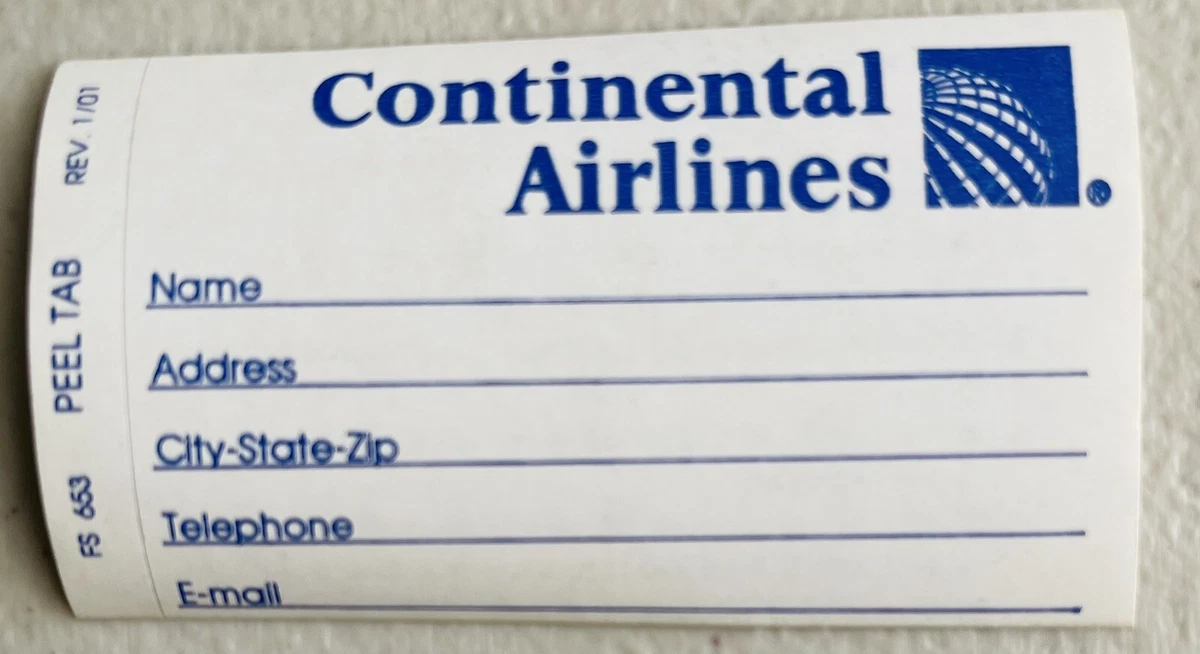 Continental
Airlines
®
Name
Address
City-State-Zip
Telephone
E-mail
FS 653 PEEL TAB REV. 1/01